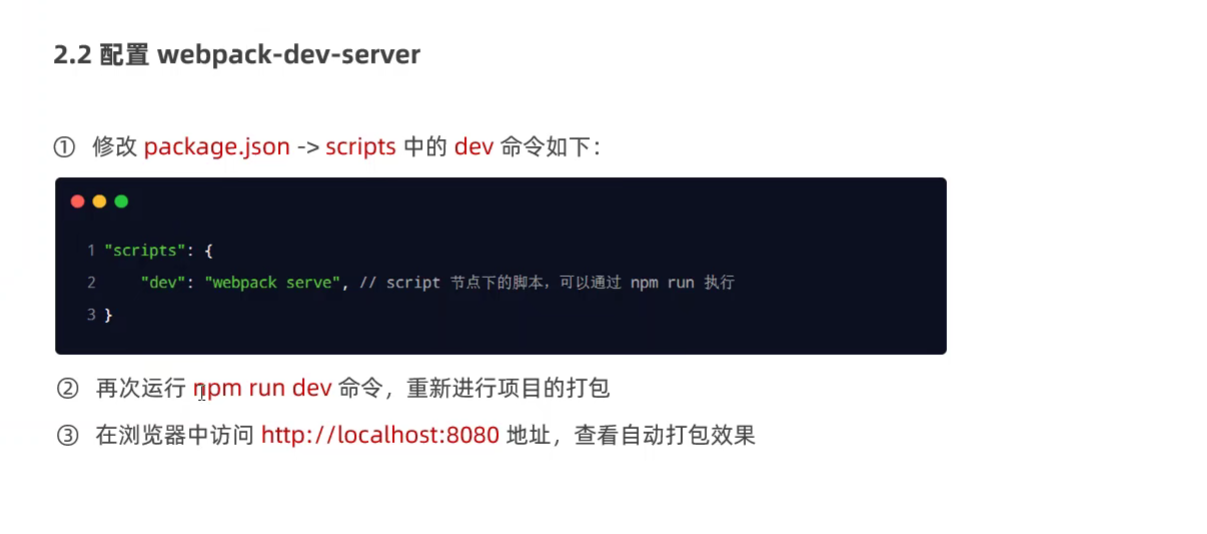 2.2 配置 webpack-dev-server
① 修改 package.json -> scripts 中的 dev 命令如下：
1 "scripts": {
2 "dev": "webpack serve", // script 节点下的脚本，可以通过 npm run 执行
3 }
② 再次运行 npm run dev 命令，重新进行项目的打包
③ 在浏览器中访问 http://localhost:8080 地址，查看自动打包效果